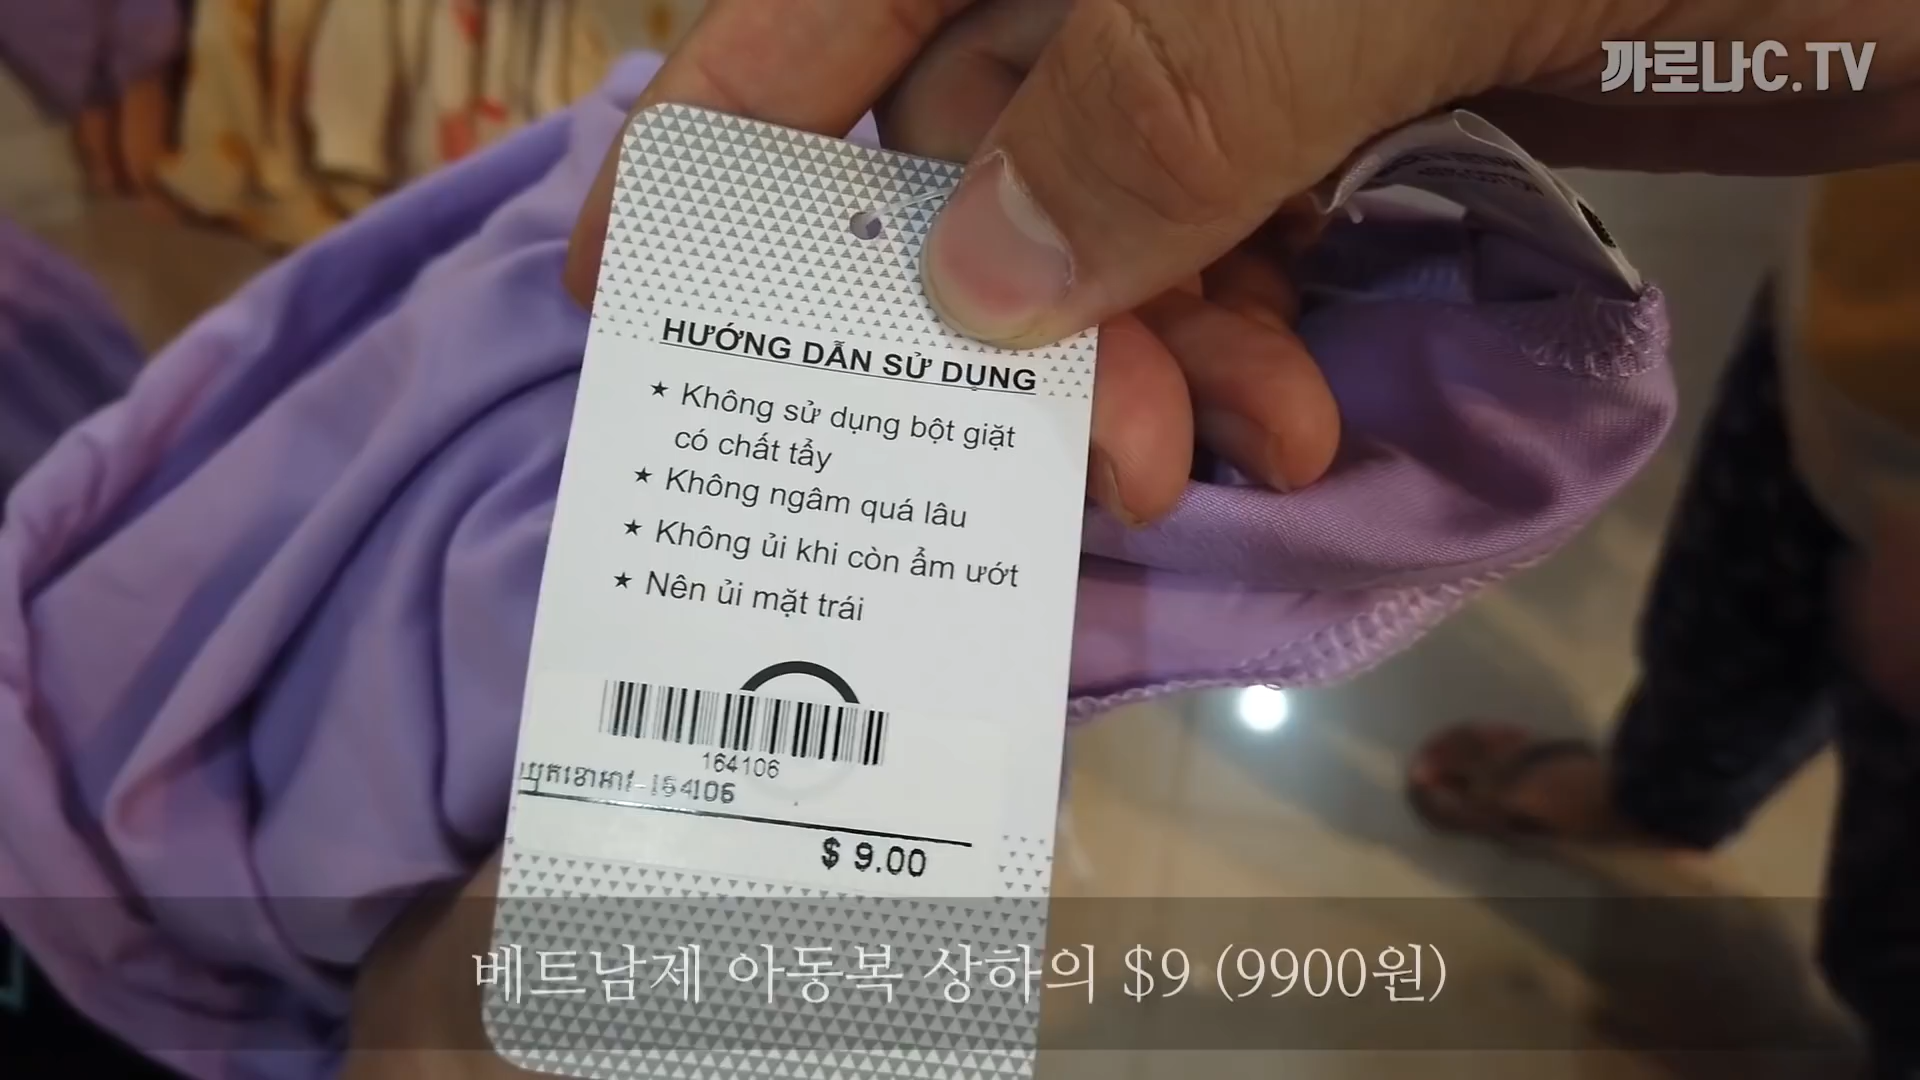 까로나C.TV
HƯỚNG DẪN SỬ DỤNG
★ Không sử dụng bột giặt
có chất tẩy
★ Không ngâm quá lâu
★ Không ủi khi còn ẩm ướt
★ Nên ủi mặt trái
164106
-164106
$ 9.00
베트남제 아동복 상하의 $9 (9900원)